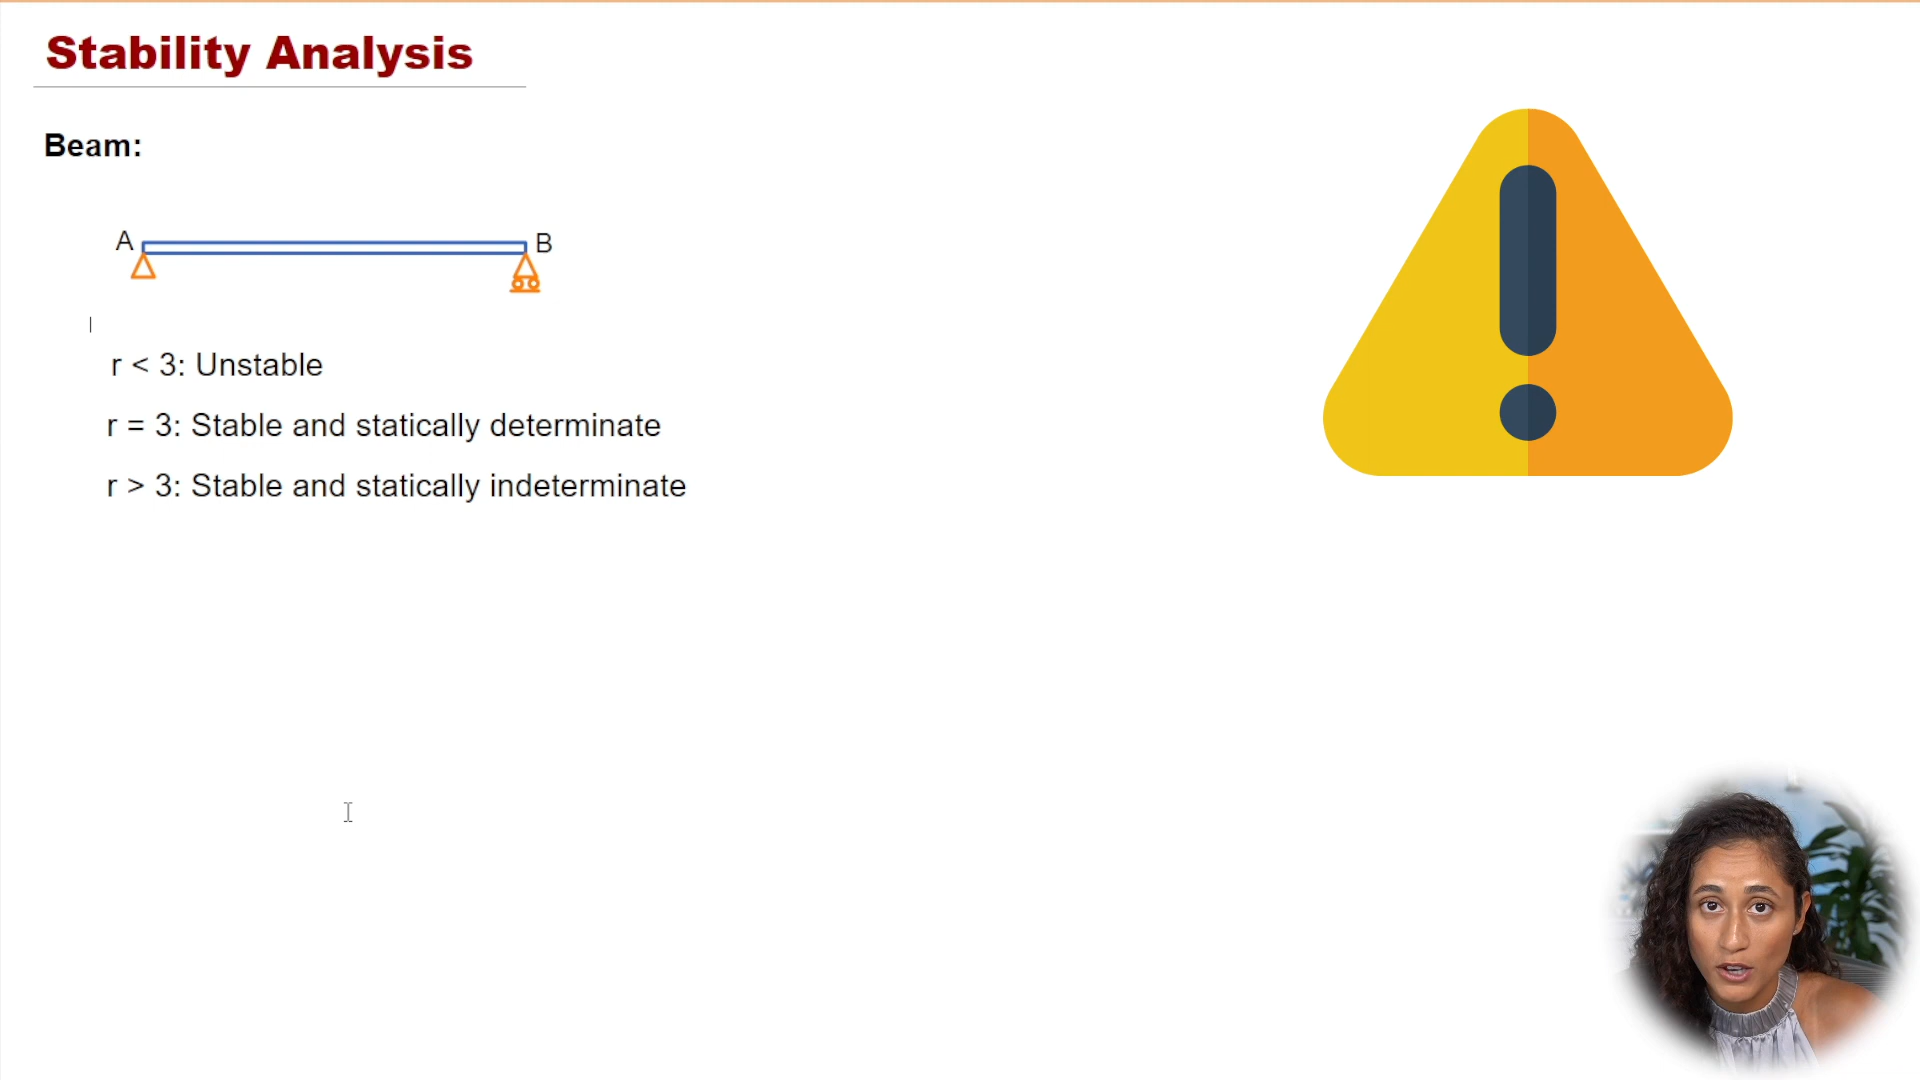 Stability Analysis
Beam:
A
B
r < 3: Unstable
r = 3: Stable and statically determinate
r > 3: Stable and statically indeterminate